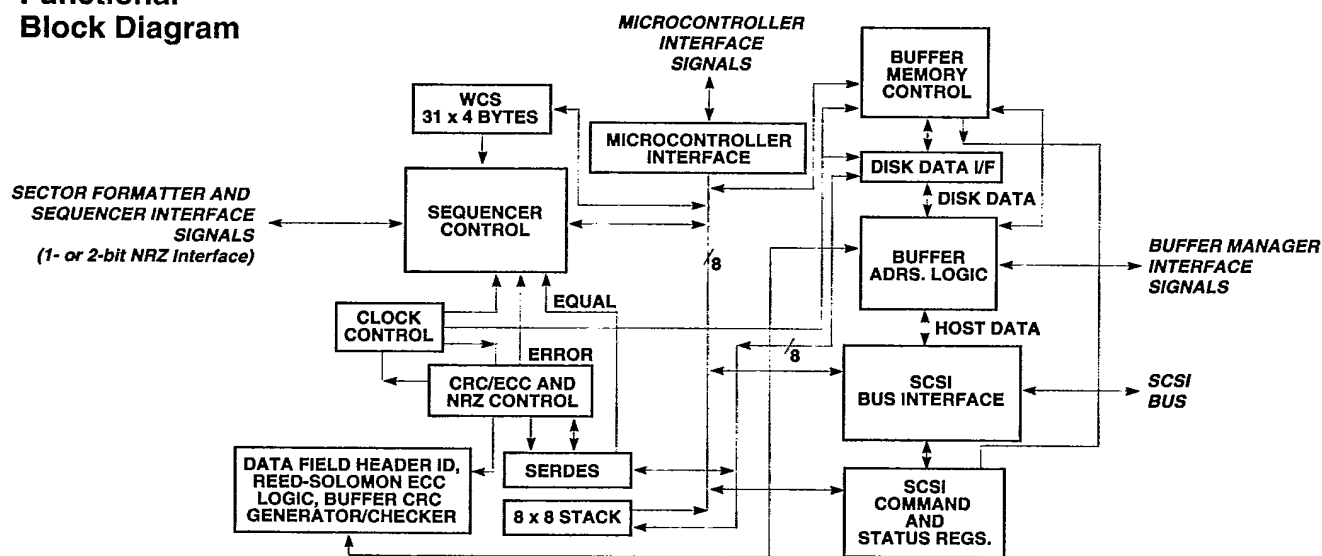 Block Diagram
MICROCONTROLLER
INTERFACE
SIGNALS
BUFFER
MEMORY
CONTROL
WCS
31 x 4 BYTES
MICROCONTROLLER
INTERFACE
DISK DATA I/F
DISK DATA
SECTOR FORMATTER AND
SEQUENCER INTERFACE
SIGNALS
(1- or 2-bit NRZ Interface)
SEQUENCER
CONTROL
8
BUFFER
ADRS. LOGIC
BUFFER MANAGER
INTERFACE
SIGNALS
EQUAL
CLOCK
CONTROL
HOST DATA
8
ERROR
CRC/ECC AND
NRZ CONTROL
SCSI
BUS INTERFACE
SCSI
BUS
DATA FIELD HEADER ID,
REED-SOLOMON ECC
LOGIC, BUFFER CRC
GENERATOR/CHECKER
SERDES
8 x 8 STACK
SCSI
COMMAND
AND
STATUS REGS.